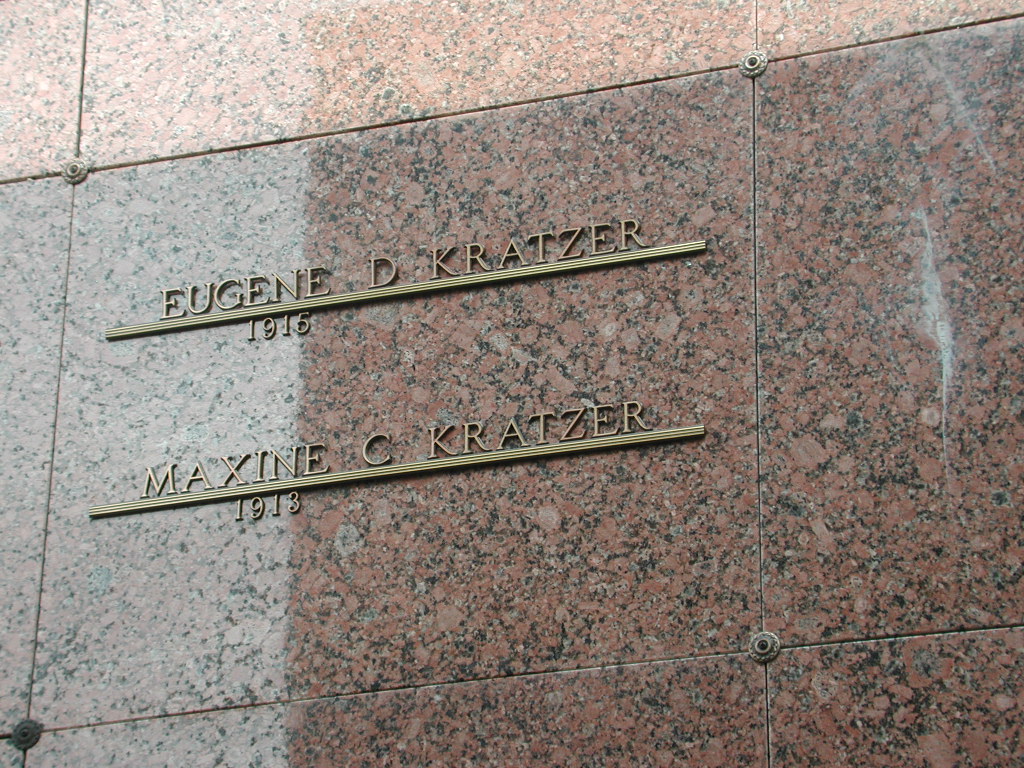 EUGENE D. KRATZER
1915
MAXINE C KRATZER
1913